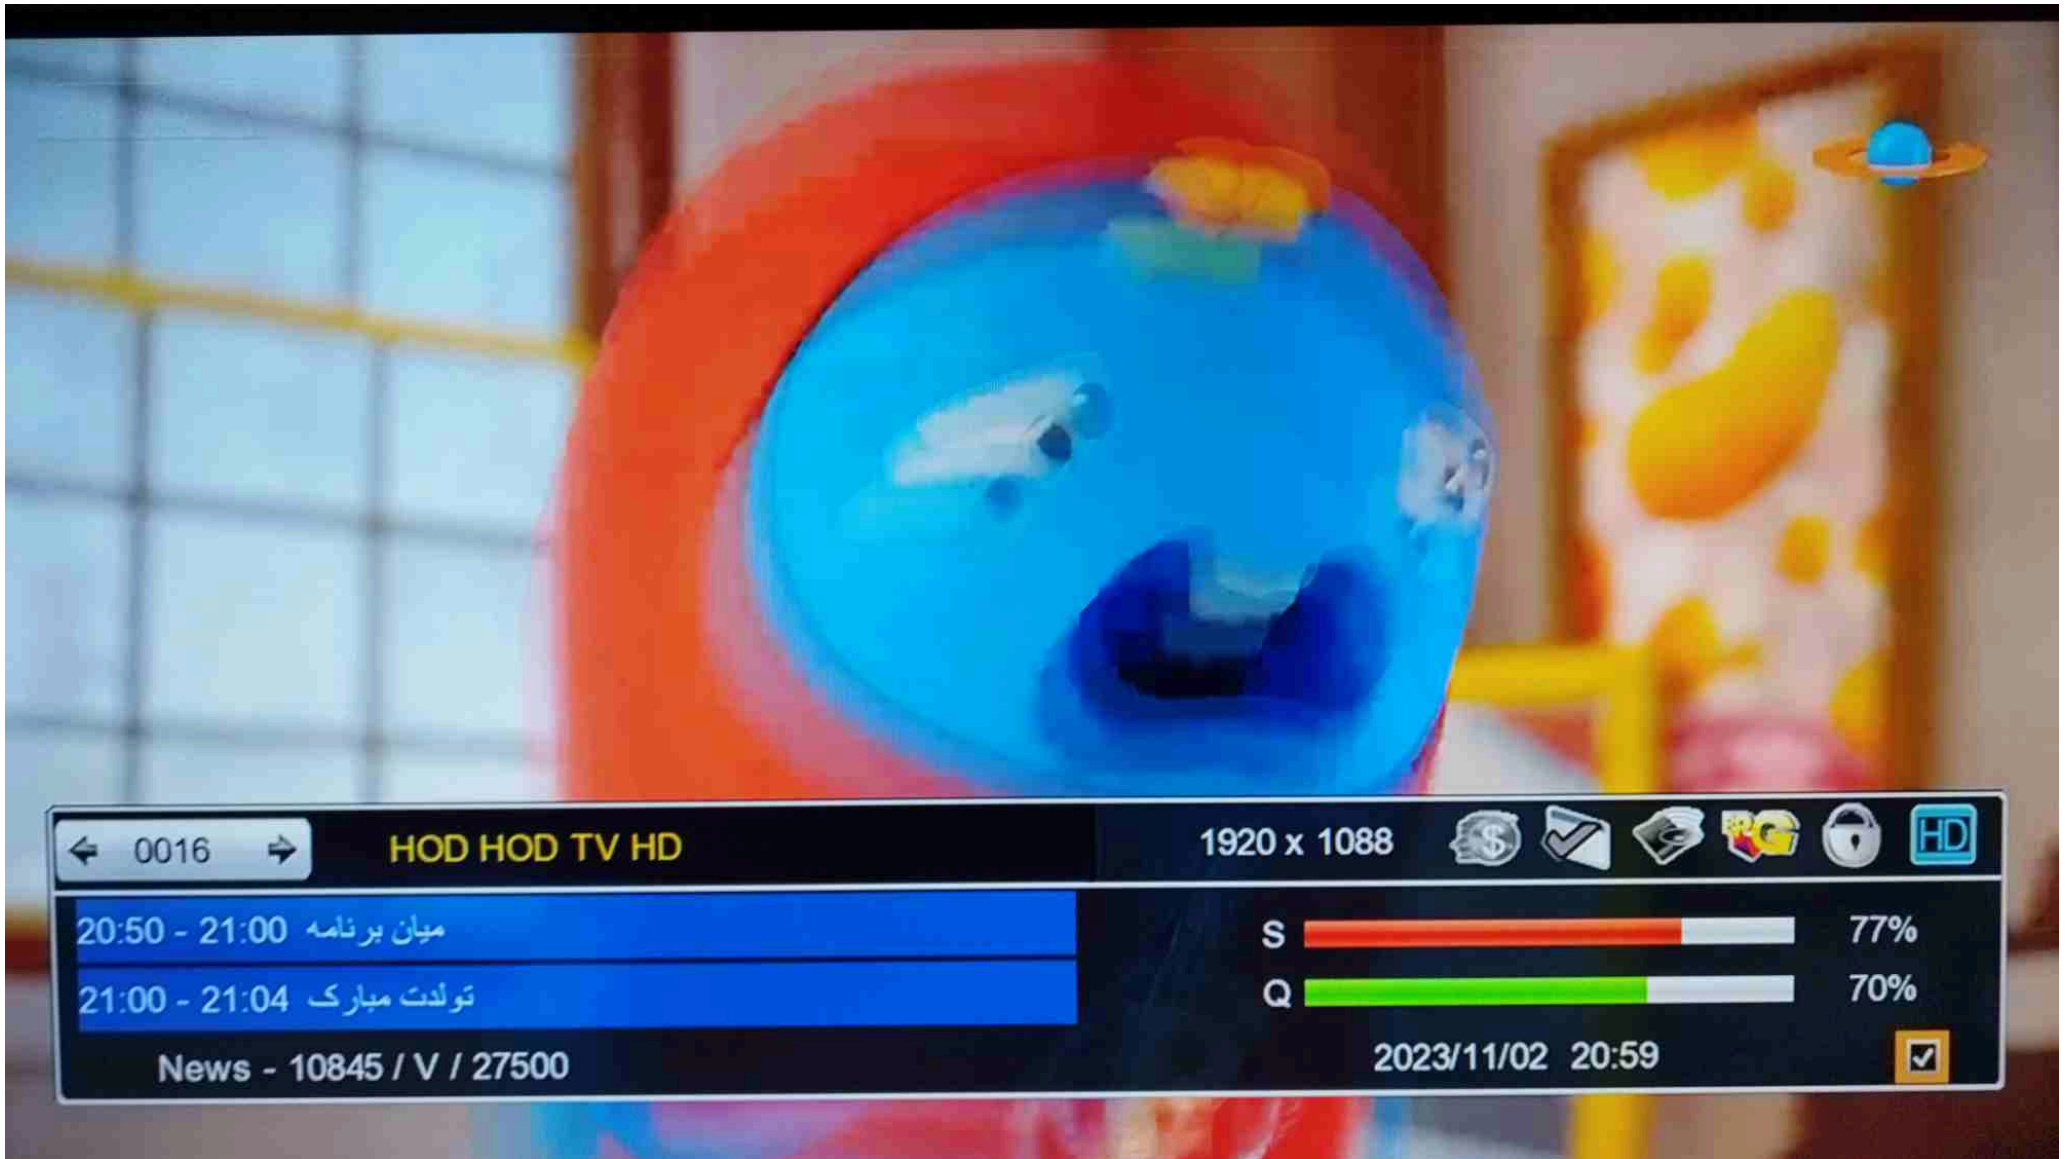 0016
HOD HOD TV HD
1920 x 1088
$
HD
20:50 - 21:00 میان برنامه
21:00 - 21:04 تولدت مبارک
S 77%
Q 70%
News - 10845 / V / 27500
2023/11/02 20:59